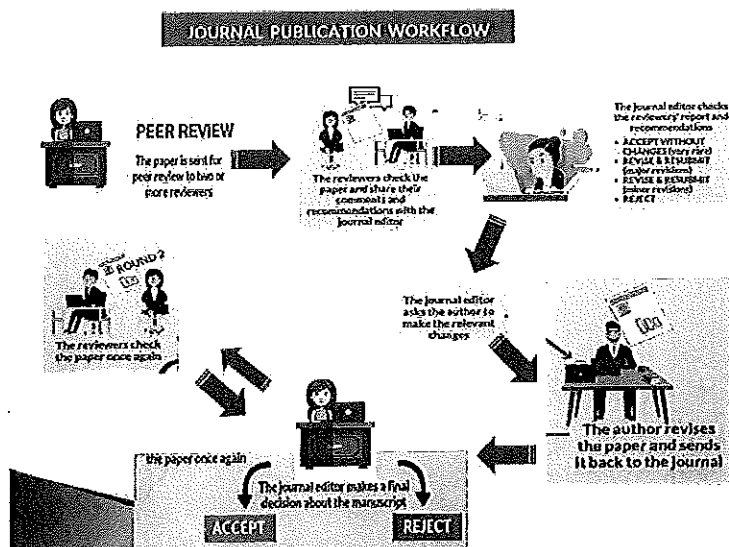 JOURNAL PUBLICATION WORKFLOW
PEER REVIEW
The paper is sent for
peer review to two or
more reviewers
The reviewers check the
paper and share their
comments and
recommendations with the
journal editor
The journal editor checks
the reviewers' report and
recommendations
• ACCEPT WITHOUT
CHANGES (very rare)
• REVISE & RESUBMIT
(major revisions)
• REVISE & RESUBMIT
(minor revisions)
• REJECT
The journal editor
asks the author to
make the relevant
changes
The author revises
the paper and sends
it back to the journal
ROUND 2
The reviewers check
the paper once again
the paper once again
The journal editor makes a final
decision about the manuscript
ACCEPT
REJECT